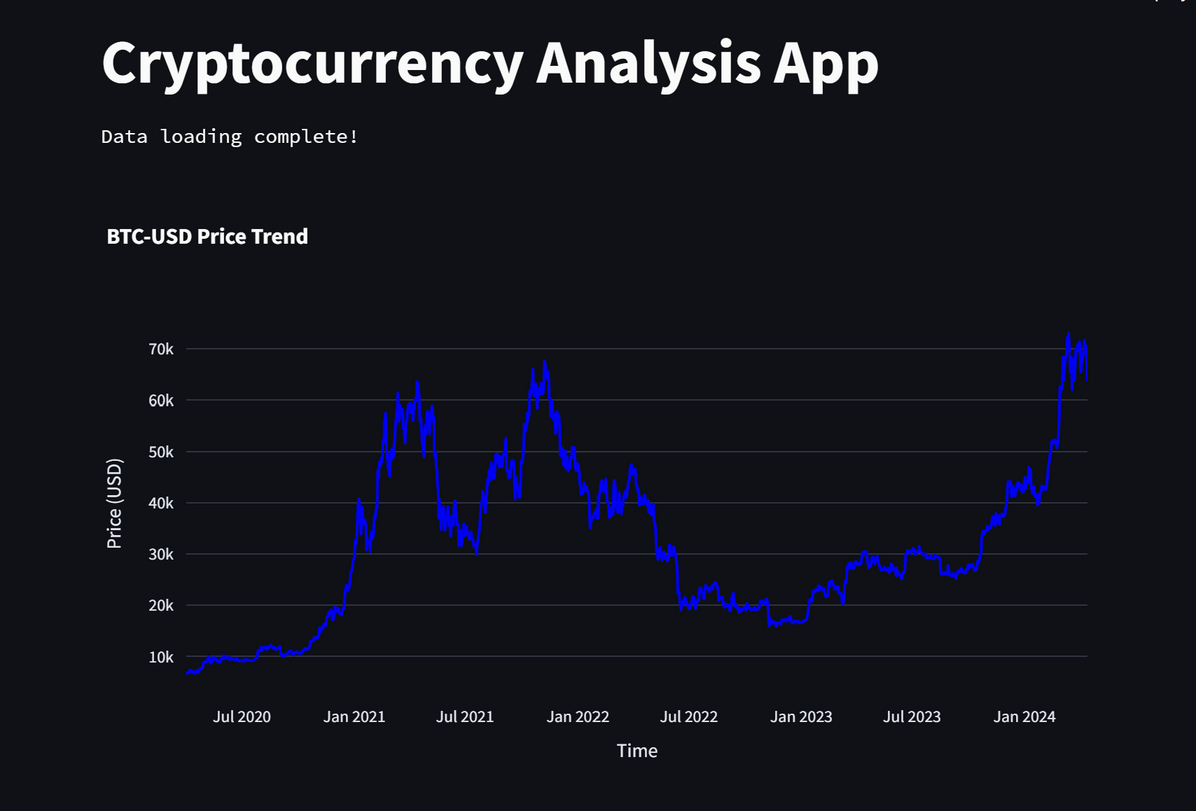 Cryptocurrency Analysis App
Data loading complete!
BTC-USD Price Trend
Price (USD)
70k
60k
50k
40k
30k
20k
10k
Jul 2020 Jan 2021 Jul 2021 Jan 2022 Jul 2022 Jan 2023 Jul 2023 Jan 2024
Time